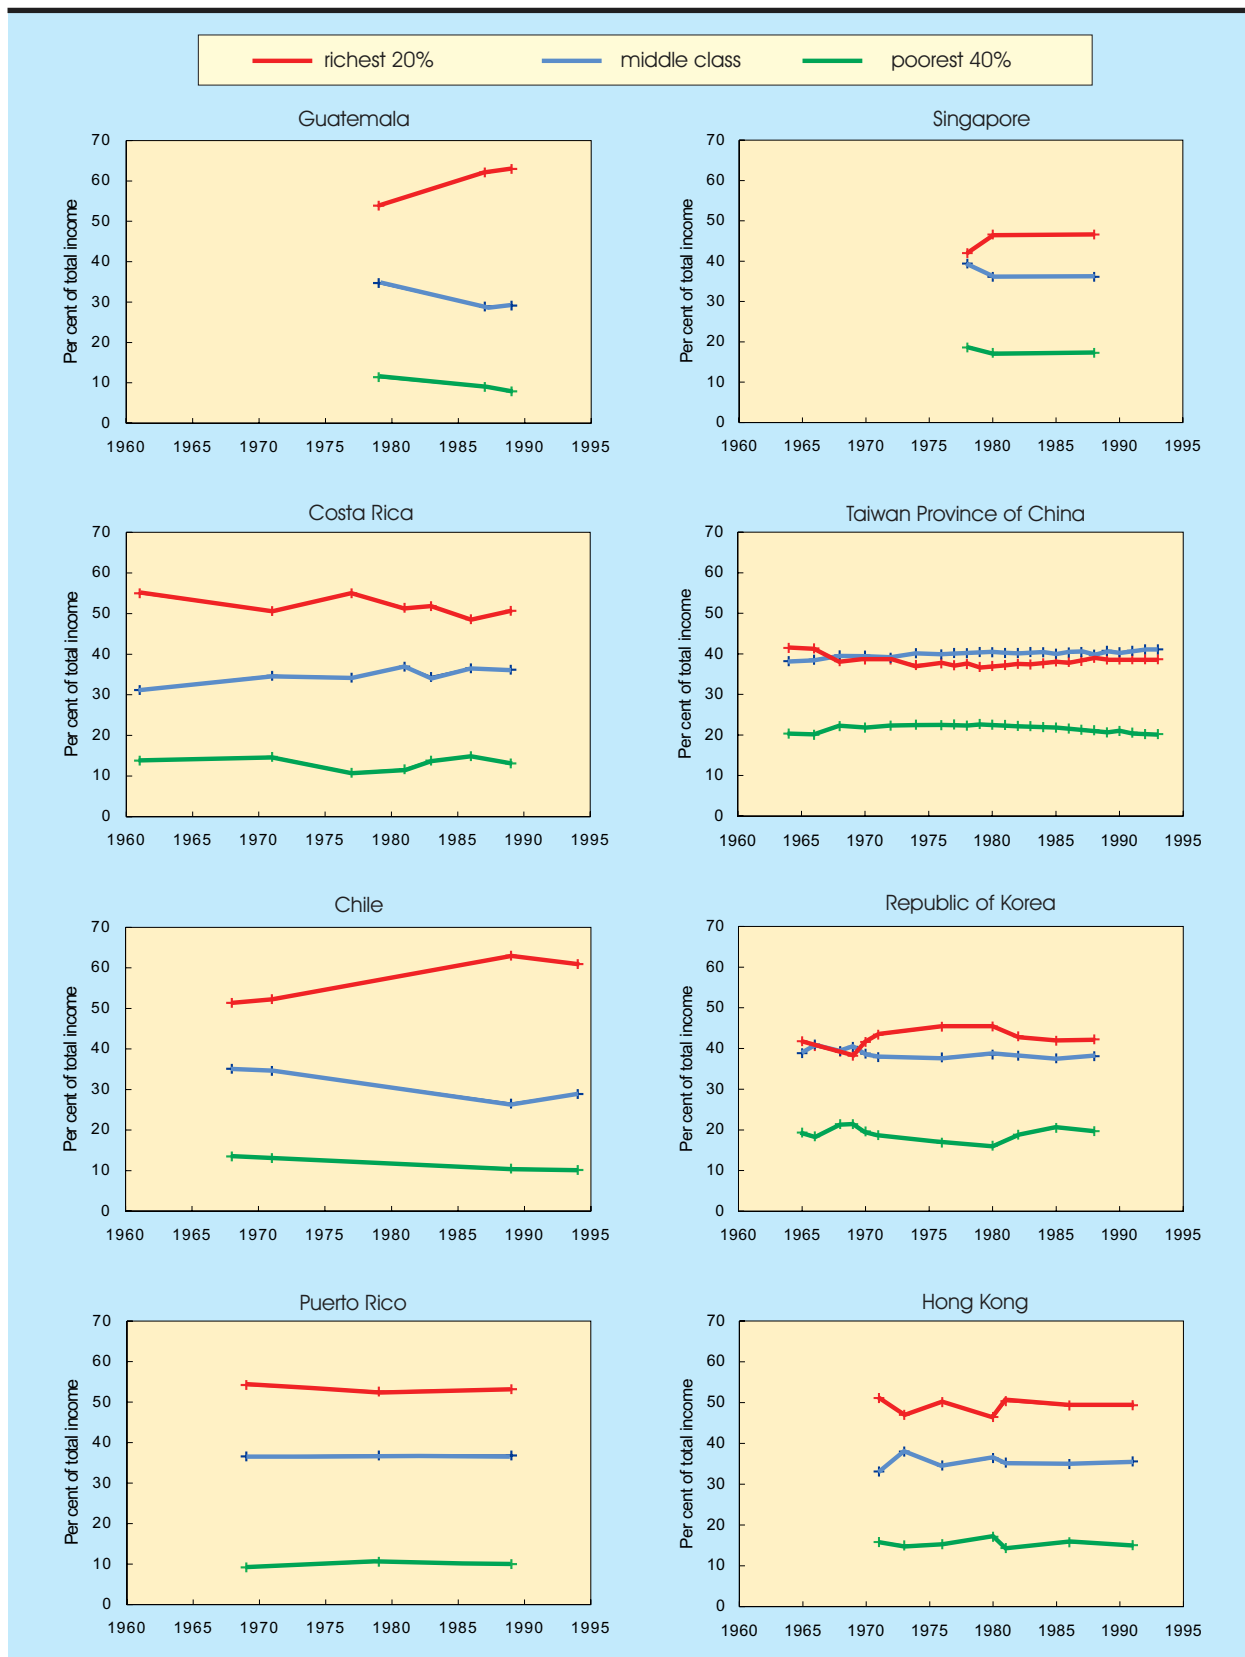 richest 20% middle class poorest 40%
Guatemala
Per cent of total income
70
60
50
40
30
20
10
0
1960 1965 1970 1975 1980 1985 1990 1995
Singapore
Per cent of total income
70
60
50
40
30
20
10
0
1960 1965 1970 1975 1980 1985 1990 1995
Costa Rica
Per cent of total income
70
60
50
40
30
20
10
0
1960 1965 1970 1975 1980 1985 1990 1995
Taiwan Province of China
Per cent of total income
70
60
50
40
30
20
10
0
1960 1965 1970 1975 1980 1985 1990 1995
Chile
Per cent of total income
70
60
50
40
30
20
10
0
1960 1965 1970 1975 1980 1985 1990 1995
Republic of Korea
Per cent of total income
70
60
50
40
30
20
10
0
1960 1965 1970 1975 1980 1985 1990 1995
Puerto Rico
Per cent of total income
70
60
50
40
30
20
10
0
1960 1965 1970 1975 1980 1985 1990 1995
Hong Kong
Per cent of total income
70
60
50
40
30
20
10
0
1960 1965 1970 1975 1980 1985 1990 1995